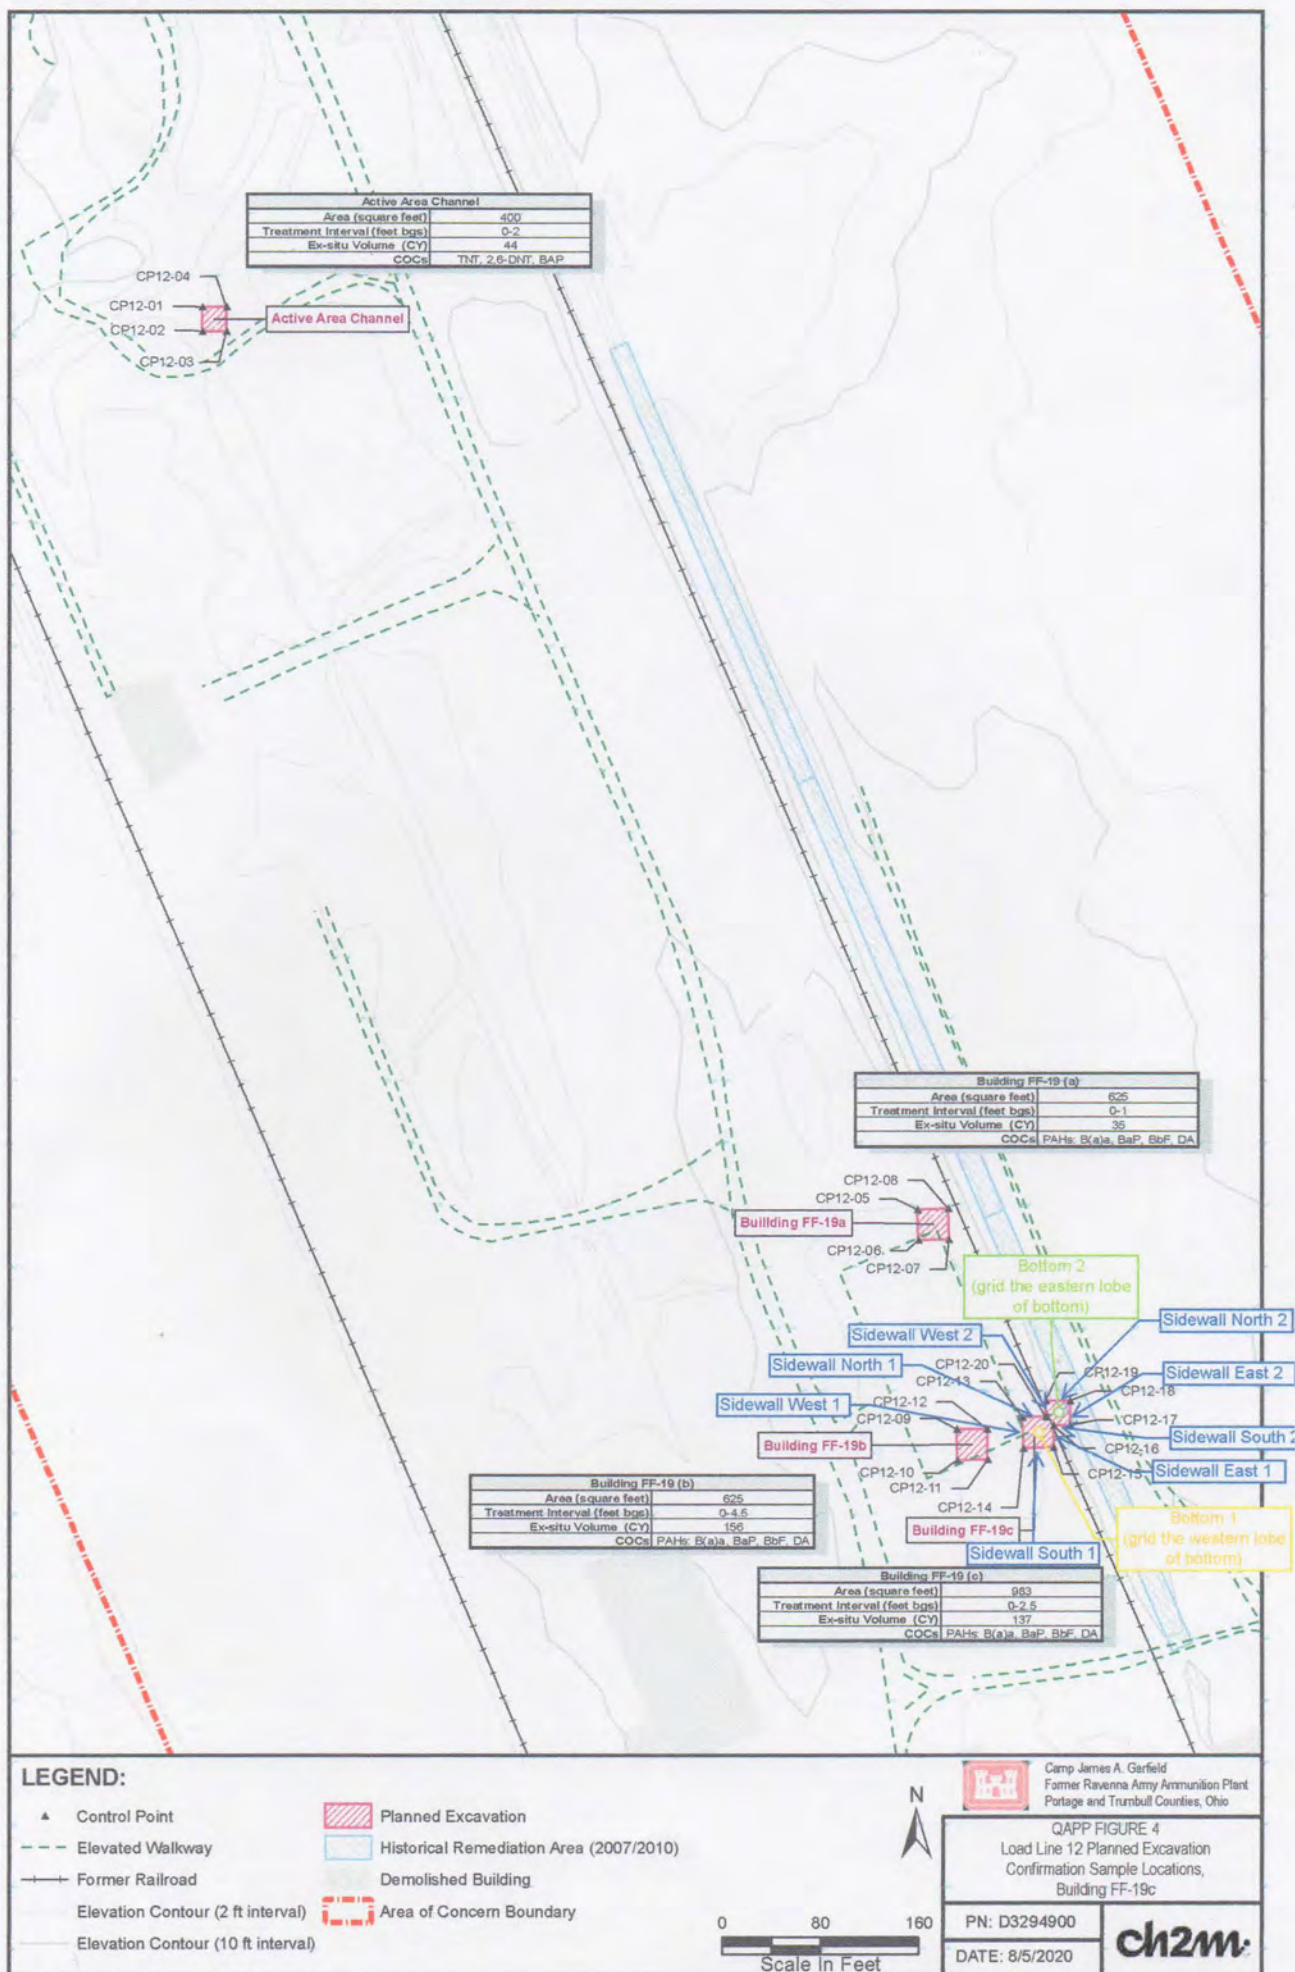 Active Area Channel
Area (square feet) 400
Treatment Interval (feet bgs) 0-2
Ex-situ Volume (CY) 44
COCs TNT, 2,6-DNT, BAP
CP12-04
CP12-01
CP12-02
CP12-03
Active Area Channel
Building FF-19 (a)
Area (square feet) 625
Treatment Interval (feet bgs) 0-1
Ex-situ Volume (CY) 35
COCs PAHs: B(a)a, BaP, BbF, DA
CP12-08
CP12-05
Builiding FF-19a
CP12-06
CP12-07
Bottom 2
(grid the eastern lobe
of bottom)
Sidewall North 2
Sidewall West 2
Sidewall North 1
CP12-20
CP12-19
Sidewall East 2
CP12-13
CP12-18
Sidewall West 1
CP12-12
CP12-09
CP12-17
Sidewall South 2
Building FF-19b
CP12-16
CP12-10
CP12-15
Sidewall East 1
CP12-11
CP12-14
Building FF-19c
Bottom 1
(grid the western lobe
of bottom)
Sidewall South 1
Building FF-19 (b)
Area (square feet) 625
Treatment Interval (feet bgs) 0-4.5
Ex-situ Volume (CY) 156
COCs PAHs: B(a)a, BaP, BbF, DA
Building FF-19 (c)
Area (square feet) 983
Treatment Interval (feet bgs) 0-2.5
Ex-situ Volume (CY) 137
COCs PAHs: B(a)a, BaP, BbF, DA
LEGEND:
Control Point
Elevated Walkway
Former Railroad
Elevation Contour (2 ft interval)
Elevation Contour (10 ft interval)
Planned Excavation
Historical Remediation Area (2007/2010)
Demolished Building
Area of Concern Boundary
N
0 80 160
Scale In Feet
Camp James A. Garfield
Former Ravenna Army Ammunition Plant
Portage and Trumbull Counties, Ohio
QAPP FIGURE 4
Load Line 12 Planned Excavation
Confirmation Sample Locations,
Building FF-19c
PN: D3294900
DATE: 8/5/2020
ch2m